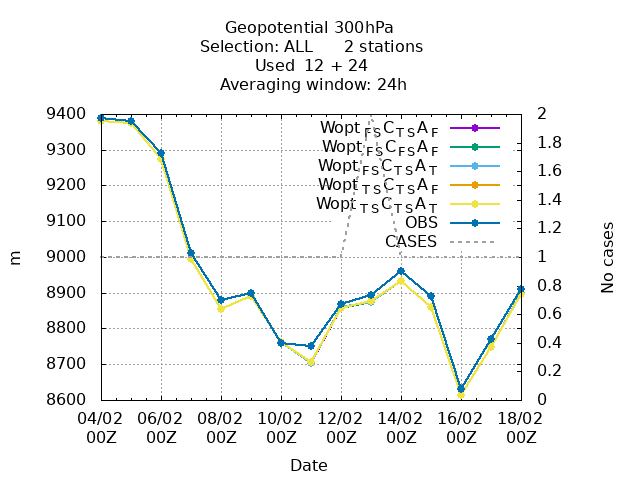 Geopotential 300hPa
Selection: ALL      2 stations
Used  12 + 24
Averaging window: 24h
9400
9300
9200
9100
9000
8900
8800
8700
8600
m
2
1.8
1.6
1.4
1.2
1
0.8
0.6
0.4
0.2
0
No cases
Wopt FS C TS A F
Wopt FS C FS A F
Wopt FS C TS A T
Wopt TS C TS A F
Wopt TS C TS A T
OBS
CASES
04/02 06/02 08/02 10/02 12/02 14/02 16/02 18/02
00Z 00Z 00Z 00Z 00Z 00Z 00Z 00Z
Date